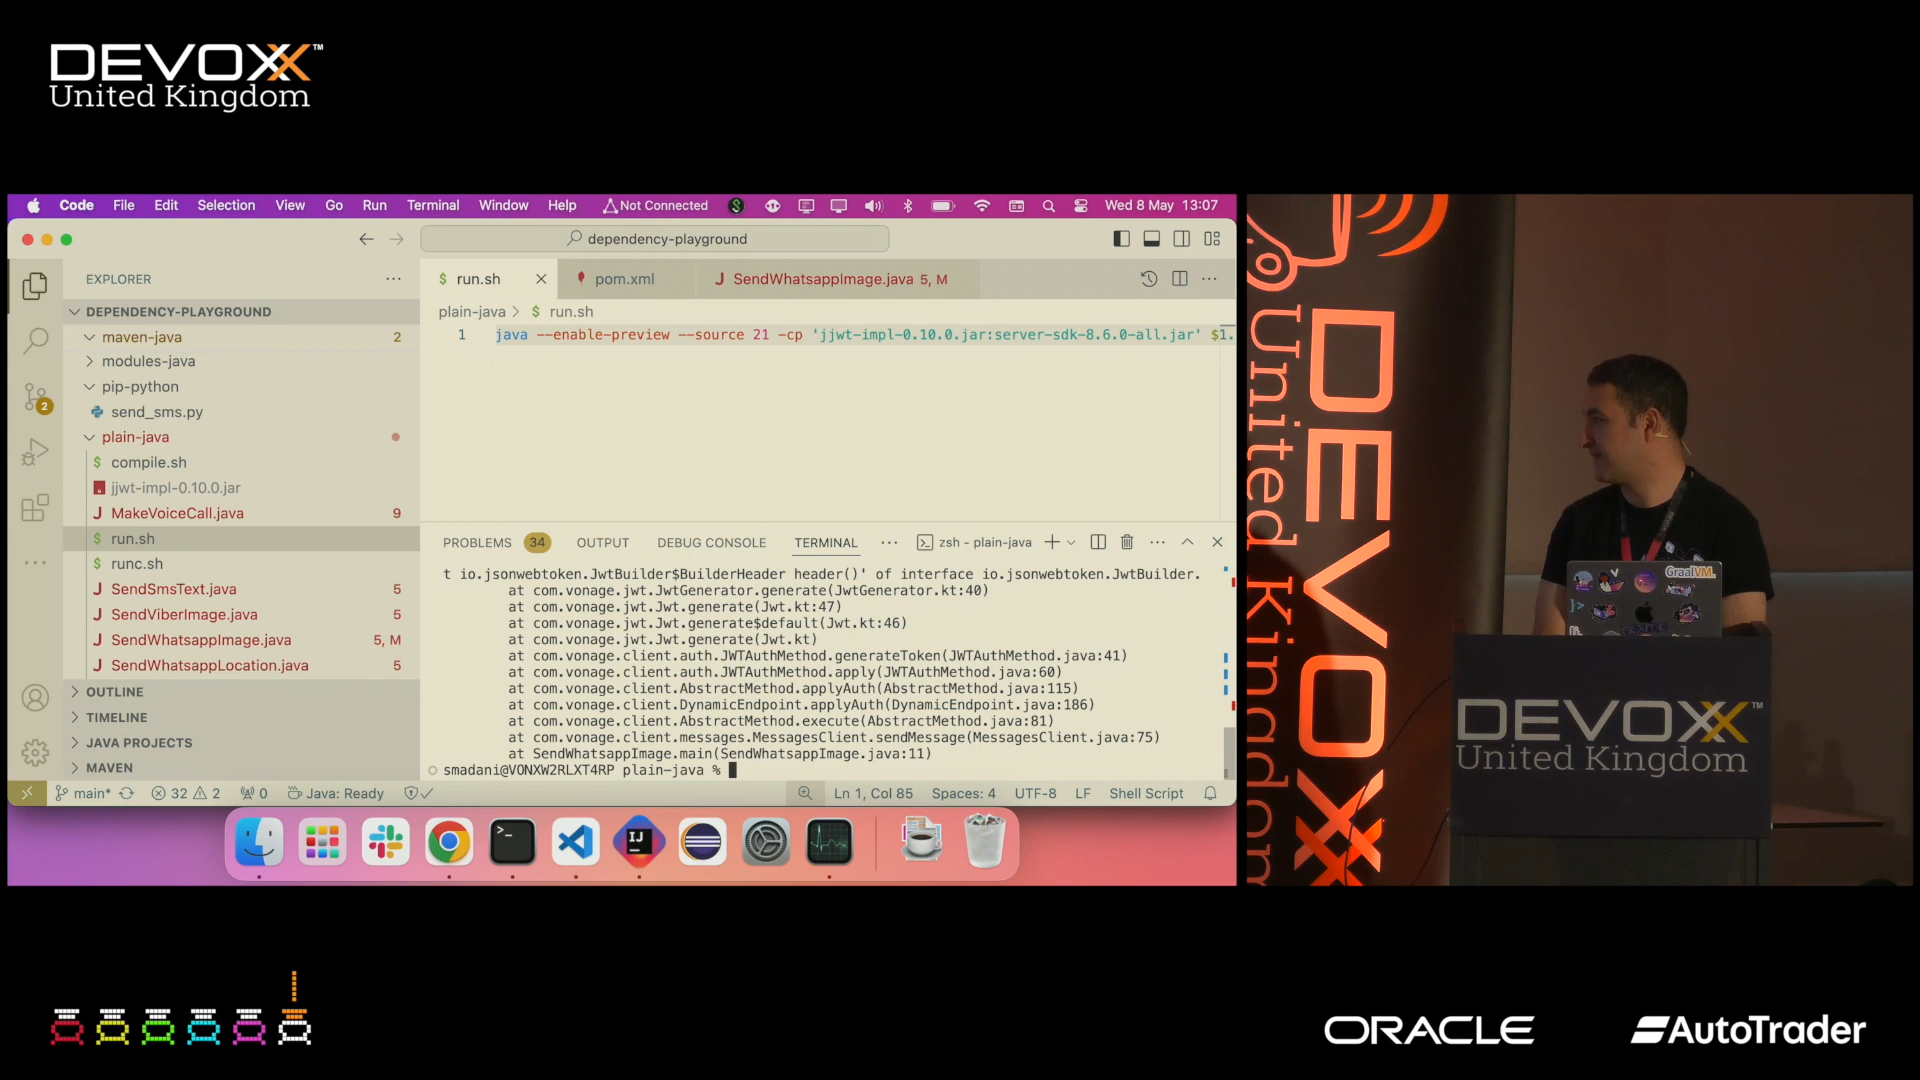 DEVOXX™
United Kingdom
Code File Edit Selection View Go Run Terminal Window Help Not Connected Wed 8 May 13:07
dependency-playground
EXPLORER
run.sh
pom.xml
SendWhatsappImage.java 5, M
DEPENDENCY-PLAYGROUND
plain-java > $ run.sh
maven-java 2
1 java --enable-preview --source 21 -cp 'jjwt-impl-0.10.0.jar:server-sdk-8.6.0-all.jar' $1.
modules-java
pip-python
send_sms.py
plain-java
compile.sh
jjwt-impl-0.10.0.jar
MakeVoiceCall.java 9
run.sh
runc.sh
SendSmsText.java 5
SendViberImage.java 5
SendWhatsappImage.java 5, M
SendWhatsappLocation.java 5
OUTLINE
TIMELINE
JAVA PROJECTS
MAVEN
PROBLEMS 34 OUTPUT DEBUG CONSOLE TERMINAL zsh - plain-java
t io.jsonwebtoken.JwtBuilder$BuilderHeader header()' of interface io.jsonwebtoken.JwtBuilder.
at com.vonage.jwt.JwtGenerator.generate(JwtGenerator.kt:40)
at com.vonage.jwt.Jwt.generate(Jwt.kt:47)
at com.vonage.jwt.Jwt.generate$default(Jwt.kt:46)
at com.vonage.jwt.Jwt.generate(Jwt.kt)
at com.vonage.client.auth.JWTAuthMethod.generateToken(JWTAuthMethod.java:41)
at com.vonage.client.auth.JWTAuthMethod.apply(JWTAuthMethod.java:60)
at com.vonage.client.AbstractMethod.applyAuth(AbstractMethod.java:115)
at com.vonage.client.DynamicEndpoint.applyAuth(DynamicEndpoint.java:186)
at com.vonage.client.AbstractMethod.execute(AbstractMethod.java:81)
at com.vonage.client.messages.MessagesClient.sendMessage(MessagesClient.java:75)
at SendWhatsappImage.main(SendWhatsappImage.java:11)
smadani@VONXW2RLXT4RP plain-java %
main* 32 2 0 Java: Ready Ln 1, Col 85 Spaces: 4 UTF-8 LF Shell Script
DEVOXX
United Kingdom
GraalVM
DEVOXX™
United Kingdom
ORACLE
AutoTrader